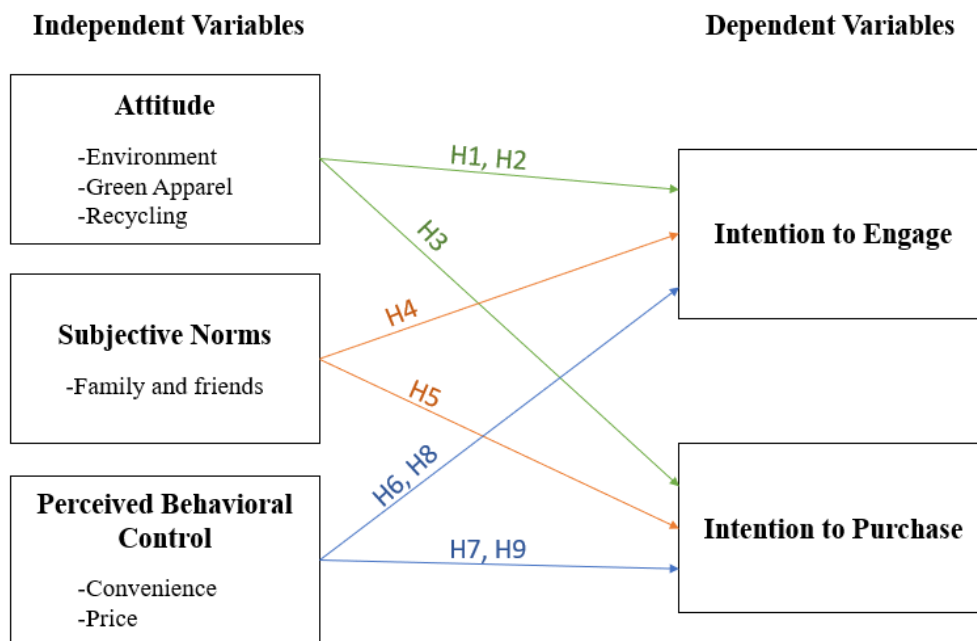 Independent Variables
Dependent Variables
Attitude
-Environment
-Green Apparel
-Recycling
H1, H2
H3
Intention to Engage
Subjective Norms
-Family and friends
H4
H5
Perceived Behavioral
Control
-Convenience
-Price
H6, H8
H7, H9
Intention to Purchase